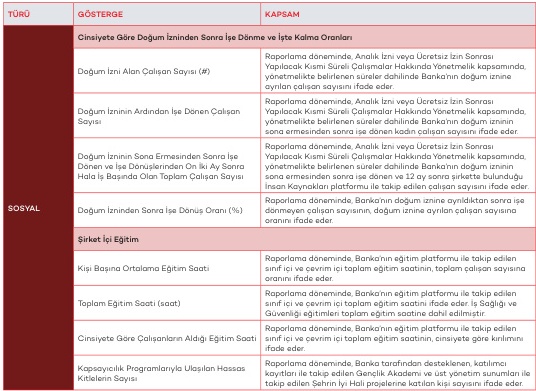 TÜRÜ GÖSTERGE KAPSAM
SOSYAL
Cinsiyete Göre Doğum İzninden Sonra İşe Dönme ve İşte Kalma Oranları
Doğum İzni Alan Çalışan Sayısı (#)
Raporlama döneminde, Analık İzni veya Ücretsiz İzin Sonrası
Yapılacak Kısmi Süreli Çalışmalar Hakkında Yönetmelik kapsamında,
yönetmelikte belirlenen süreler dahilinde Banka'nın doğum iznine
ayrılan çalışan sayısını ifade eder.
Doğum İzninin Ardından İşe Dönen Çalışan
Sayısı
Raporlama döneminde, Analık İzni veya Ücretsiz İzin Sonrası
Yapılacak Kısmi Süreli Çalışmalar Hakkında Yönetmelik kapsamında,
yönetmelikte belirlenen süreler dahilinde Banka'nın doğum izninin
sona ermesinden sonra işe dönen kadın çalışan sayısını ifade eder.
Doğum İzninin Sona Ermesinden Sonra İşe
Dönen ve İşe Dönüşlerinden On İki Ay Sonra
Hala İş Başında Olan Toplam Çalışan Sayısı
Raporlama döneminde, Analık İzni veya Ücretsiz İzin Sonrası
Yapılacak Kısmi Süreli Çalışmalar Hakkında Yönetmelik kapsamında,
yönetmelikte belirlenen süreler dahilinde Banka'nın doğum izninin
sona ermesinden sonra işe dönen ve 12 ay sonra şirkette bulunduğu
İnsan Kaynakları platformu ile takip edilen çalışan sayısını ifade eder.
Doğum İzninden Sonra İşe Dönüş Oranı (%)
Raporlama döneminde, Banka'nın doğum iznine ayrıldıktan sonra işe
dönmeyen çalışan sayısının, doğum iznine ayrılan çalışan sayısına
oranını ifade eder.
Şirket İçi Eğitim
Kişi Başına Ortalama Eğitim Saati
Raporlama döneminde, Banka'nın eğitim platformu ile takip edilen
sınıf içi ve çevrim içi toplam eğitim saatinin, toplam çalışan sayısına
oranını ifade eder.
Toplam Eğitim Saati (saat)
Raporlama döneminde, Banka'nın eğitim platformu ile takip edilen
sınıf içi ve çevrim içi toplam eğitim saatini ifade eder. İş Sağlığı ve
Güvenliği eğitimleri toplam eğitim saatine dahil edilmiştir.
Cinsiyete Göre Çalışanların Aldığı Eğitim Saati
Raporlama döneminde, Banka'nın eğitim platformu ile takip edilen
sınıf içi ve çevrim içi toplam eğitim saatinin, cinsiyete göre kırılımını
ifade eder.
Kapsayıcılık Programlarıyla Ulaşılan Hassas
Kitlelerin Sayısı
Raporlama döneminde, Banka tarafından desteklenen, katılımcı
kayıtları ile takip edilen Gençlik Akademi ve üst yönetim sunumları ile
takip edilen Şehrin İyi Hali projelerine katılan kişi sayısını ifade eder.